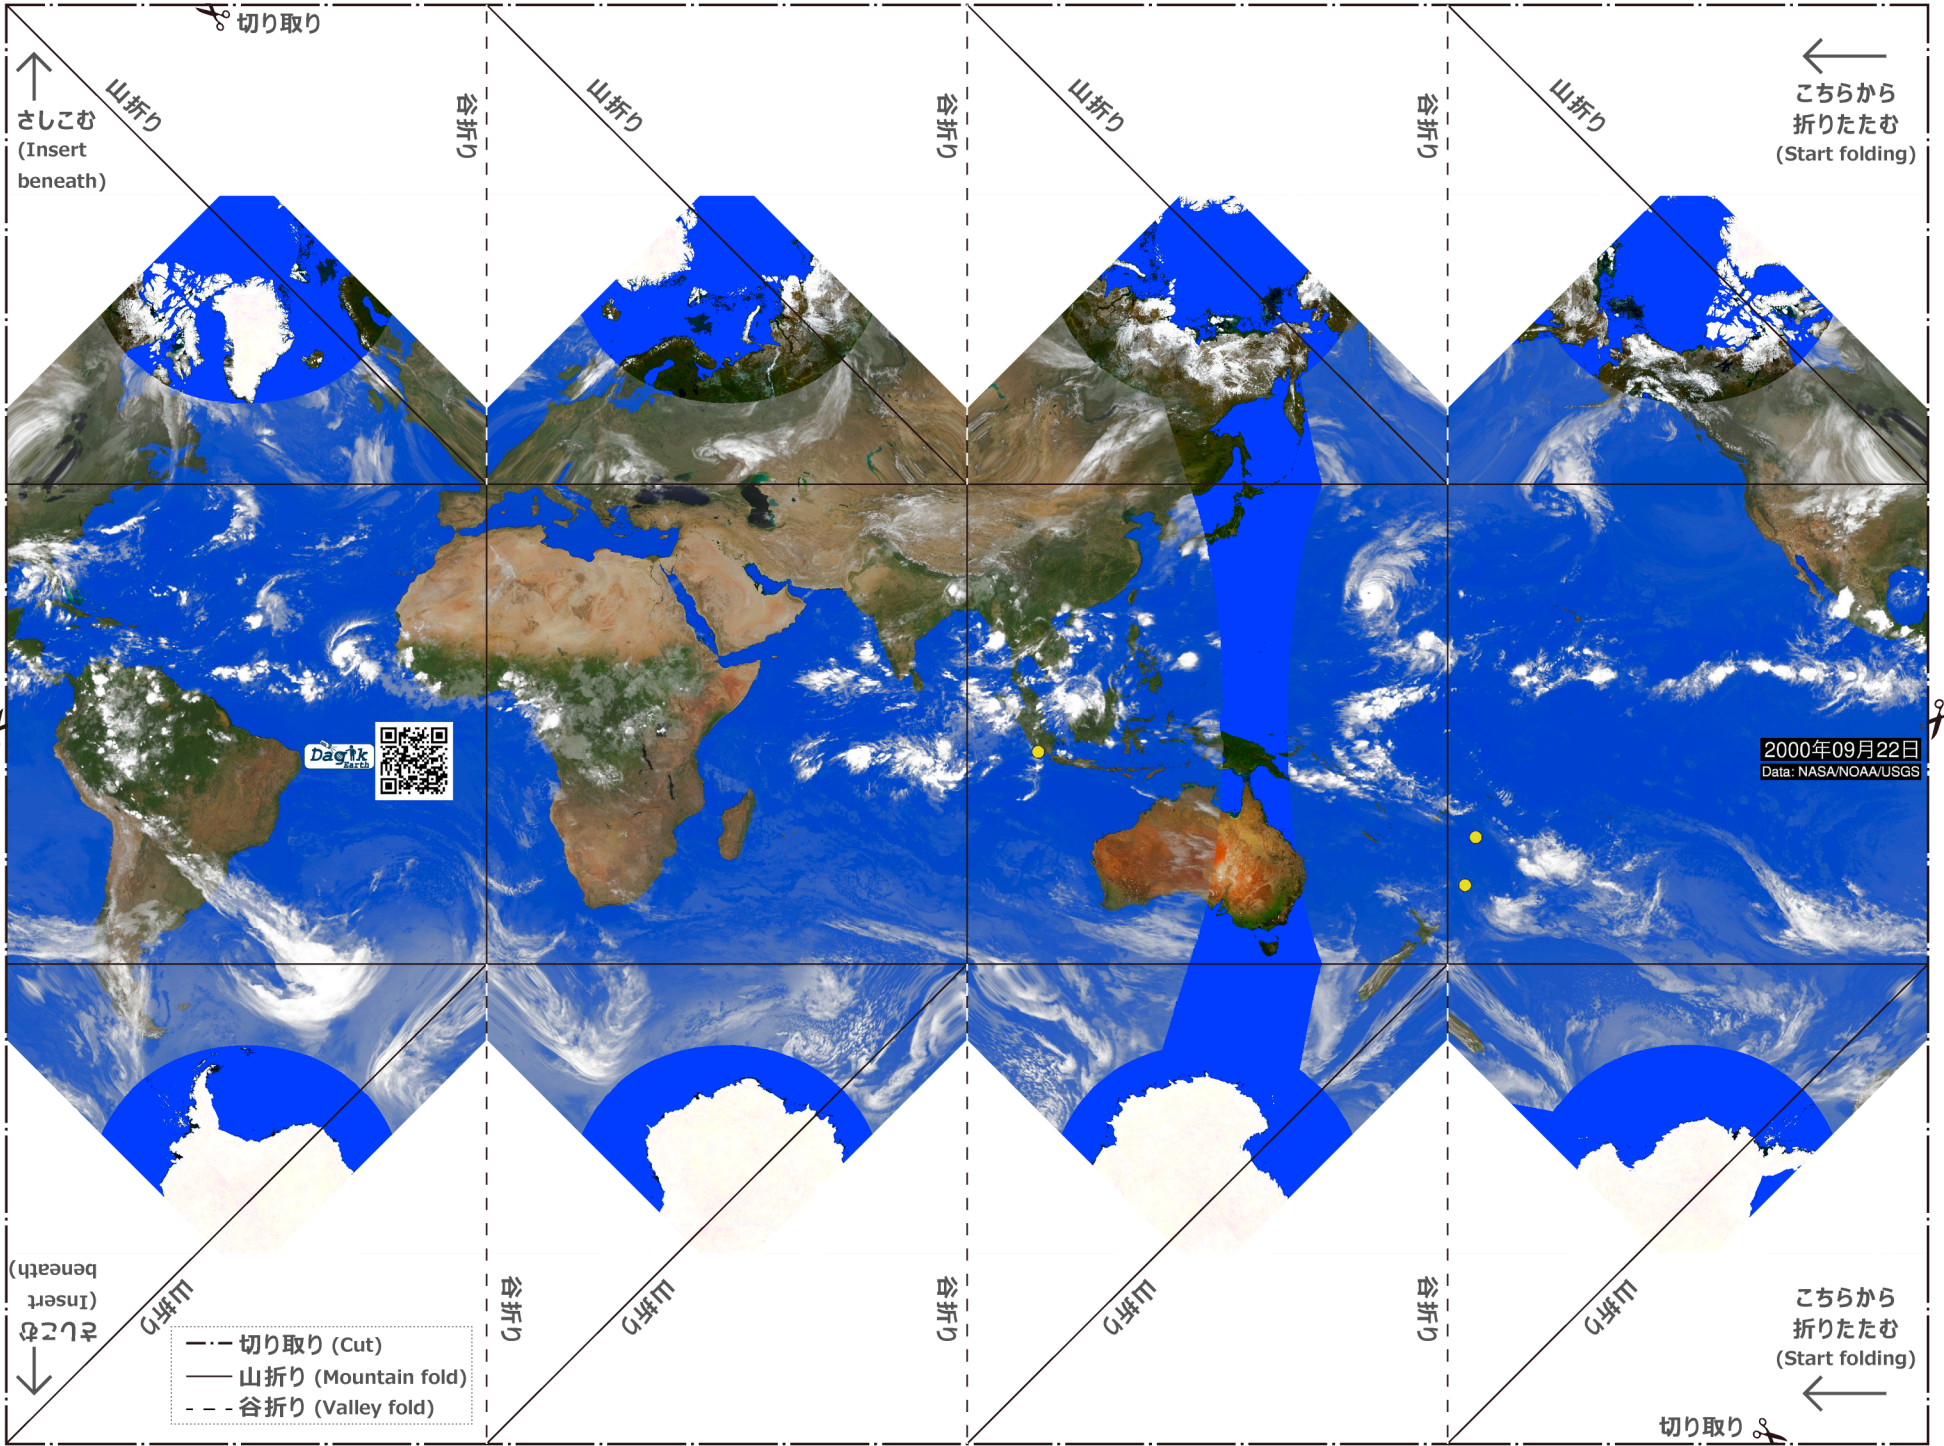 切り取り
山折り
谷折り
山折り
谷折り
山折り
谷折り
山折り
さしこむ
(Insert
beneath)
こちらから
折りたたむ
(Start folding)
Dagik
Earth
2000年09月22日
Data: NASA/NOAA/USGS
さしこむ
(Insert
beneath)
山折り
谷折り
山折り
谷折り
山折り
谷折り
山折り
こちらから
折りたたむ
(Start folding)
切り取り (Cut)
山折り (Mountain fold)
谷折り (Valley fold)
切り取り